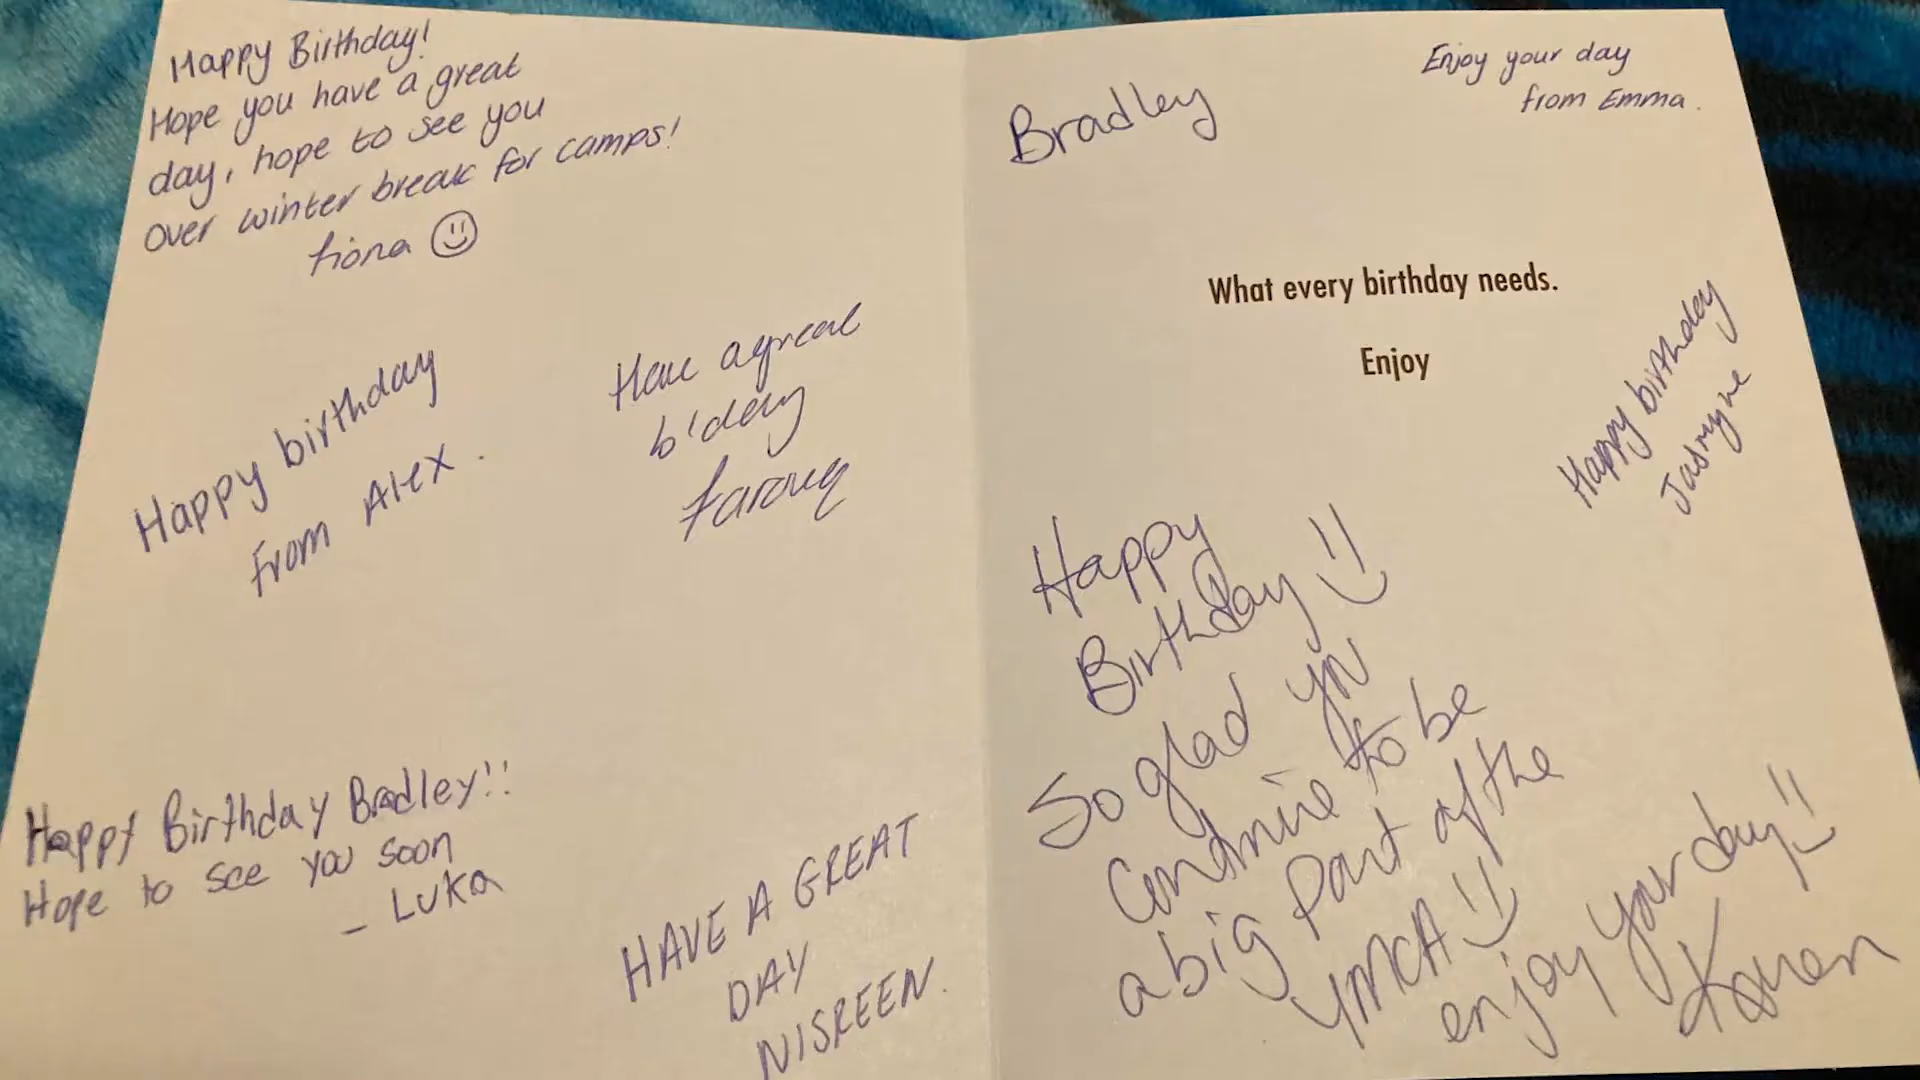 Happy Birthday!
Hope you have a great
day, hope to see you
over winter break for camps!
fiona
Happy birthday
from Alex.
Have a great
b'day
Farouq
Happy Birthday Bradley!!
Hope to see you soon
- LUKA
HAVE A GREAT
DAY
NISREEN.
Bradley
Enjoy your day
from Emma.
What every birthday needs.
Enjoy
Happy birthday
Jasmyne
Happy
Birthday
So glad you
Continue to be
a big part of the
YMCA
enjoy your day!!
Karen